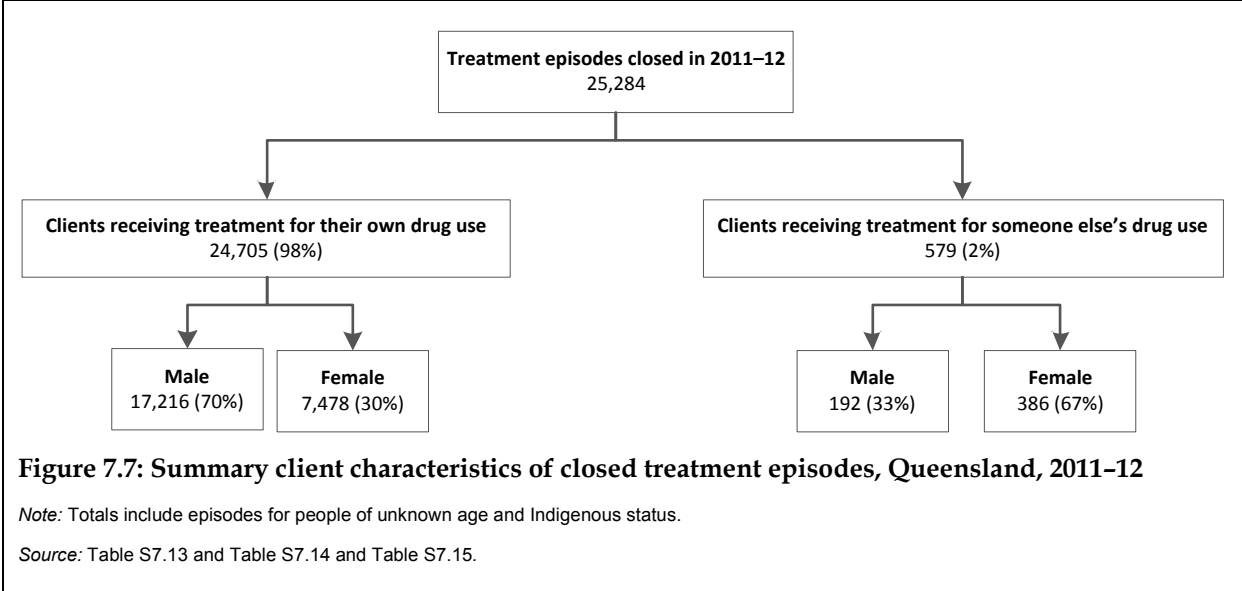 Treatment episodes closed in 2011–12
25,284
Clients receiving treatment for their own drug use
24,705 (98%)
Clients receiving treatment for someone else's drug use
579 (2%)
Male
17,216 (70%)
Female
7,478 (30%)
Male
192 (33%)
Female
386 (67%)
Figure 7.7: Summary client characteristics of closed treatment episodes, Queensland, 2011–12
Note: Totals include episodes for people of unknown age and Indigenous status.
Source: Table S7.13 and Table S7.14 and Table S7.15.